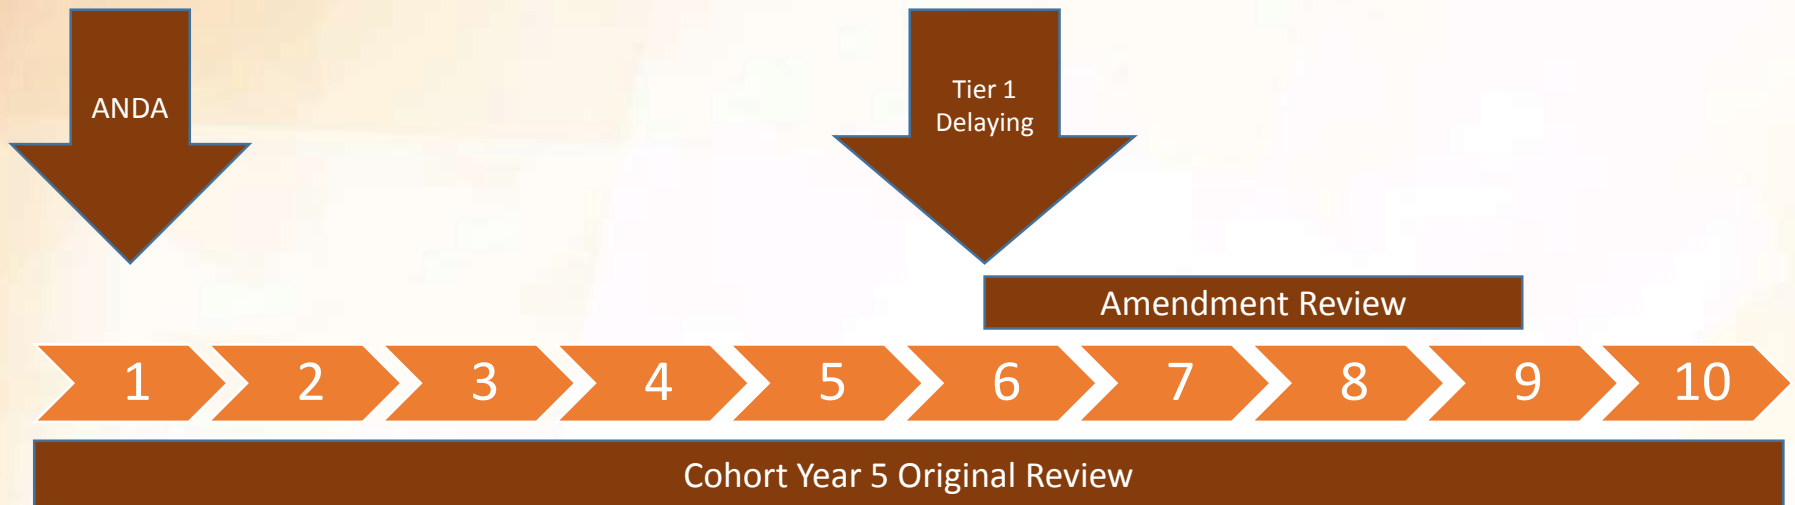 ANDA
Tier 1
Delaying
Amendment Review
1 2 3 4 5 6 7 8 9 10
Cohort Year 5 Original Review